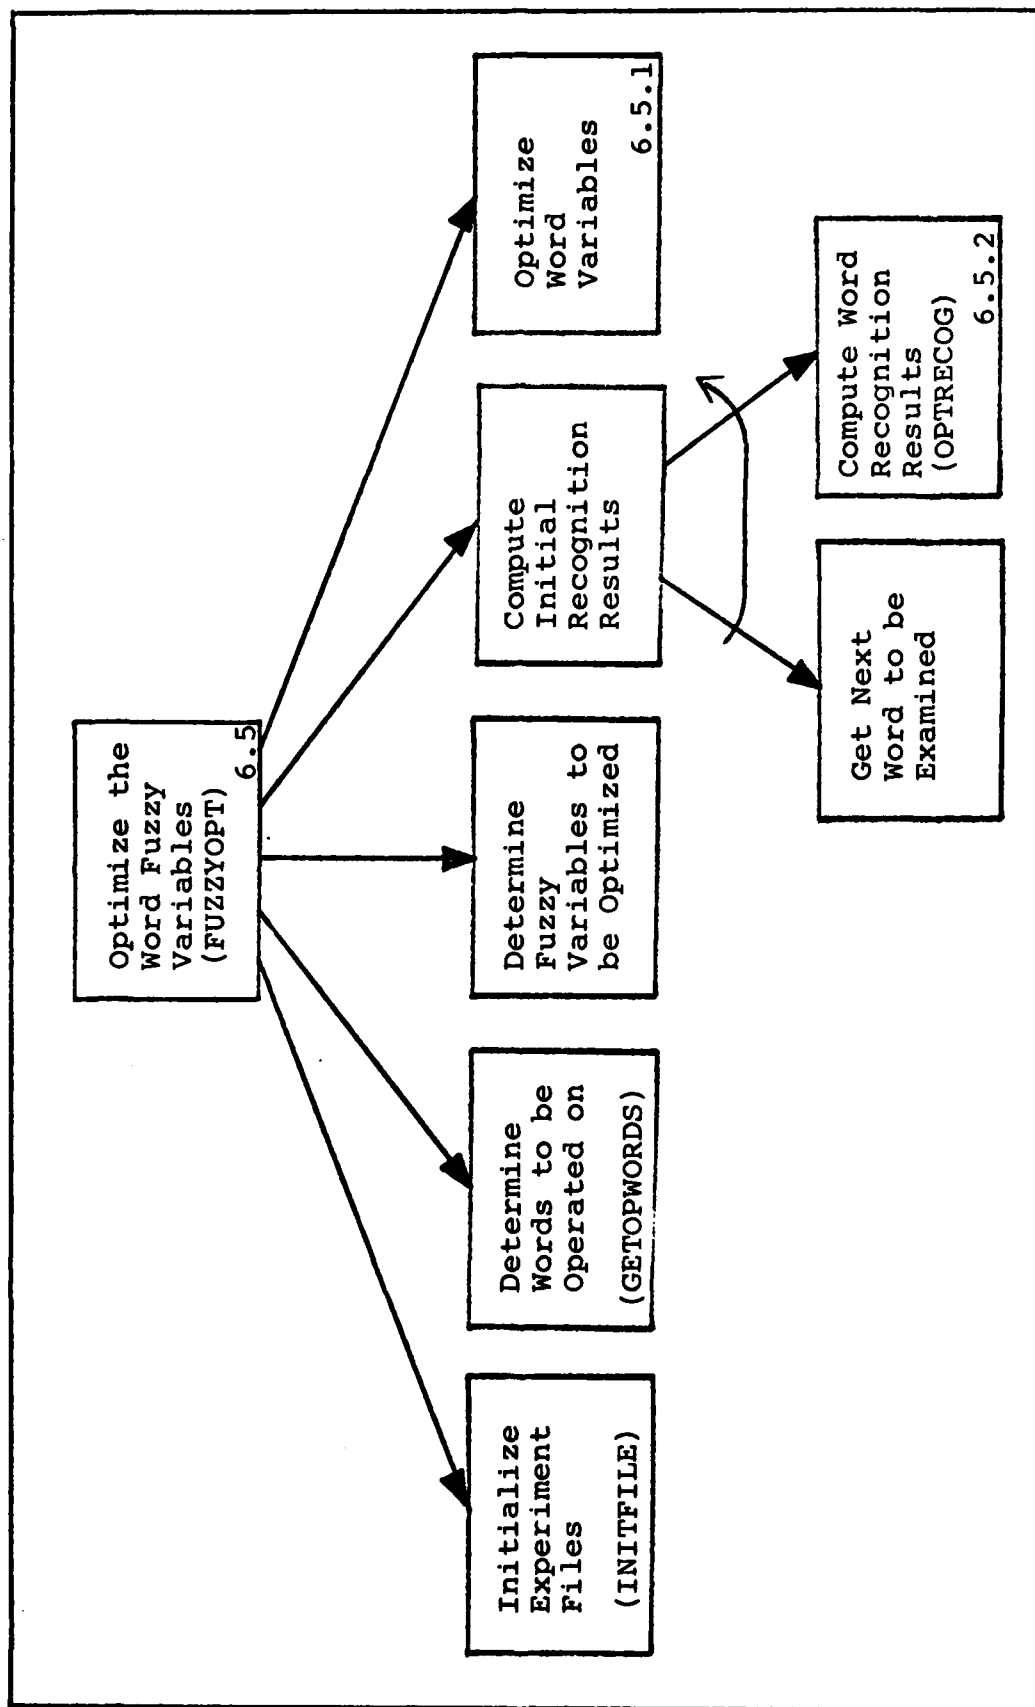 Optimize the
Word Fuzzy
Variables
(FUZZYOPT)
6.5
Initialize
Experiment
Files
(INITFILE)
Determine
Words to be
Operated on
(GETOPWORDS)
Determine
Fuzzy
Variables to
be Optimized
Compute
Initial
Recognition
Results
Optimize
Word
Variables
6.5.1
Get Next
Word to be
Examined
Compute Word
Recognition
Results
(OPTRECOG)
6.5.2